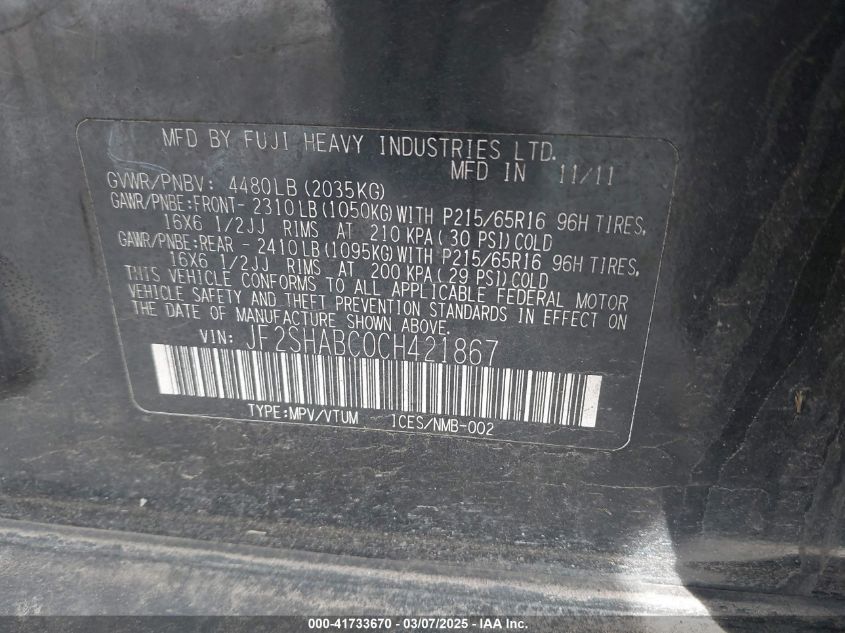 MFD BY FUJI HEAVY INDUSTRIES LTD.
MFD IN 11/11
GVWR/PNBV: 4480LB (2035KG)
GAWR/PNBE:FRONT- 2310LB(1050KG)WITH P215/65R16 96H TIRES,
16X6 1/2JJ RIMS AT 210 KPA(30 PSI)COLD
GAWR/PNBE:REAR - 2410LB(1095KG)WITH P215/65R16 96H TIRES,
16X6 1/2JJ RIMS AT 200 KPA(29 PSI)COLD
THIS VEHICLE CONFORMS TO ALL APPLICABLE FEDERAL MOTOR
VEHICLE SAFETY AND THEFT PREVENTION STANDARDS IN EFFECT ON
THE DATE OF MANUFACTURE SHOWN ABOVE.
VIN: JF2SHABC0CH421867
TYPE:MPV/VTUM ICES/NMB-002
000-41733670 - 03/07/2025 - IAA Inc.